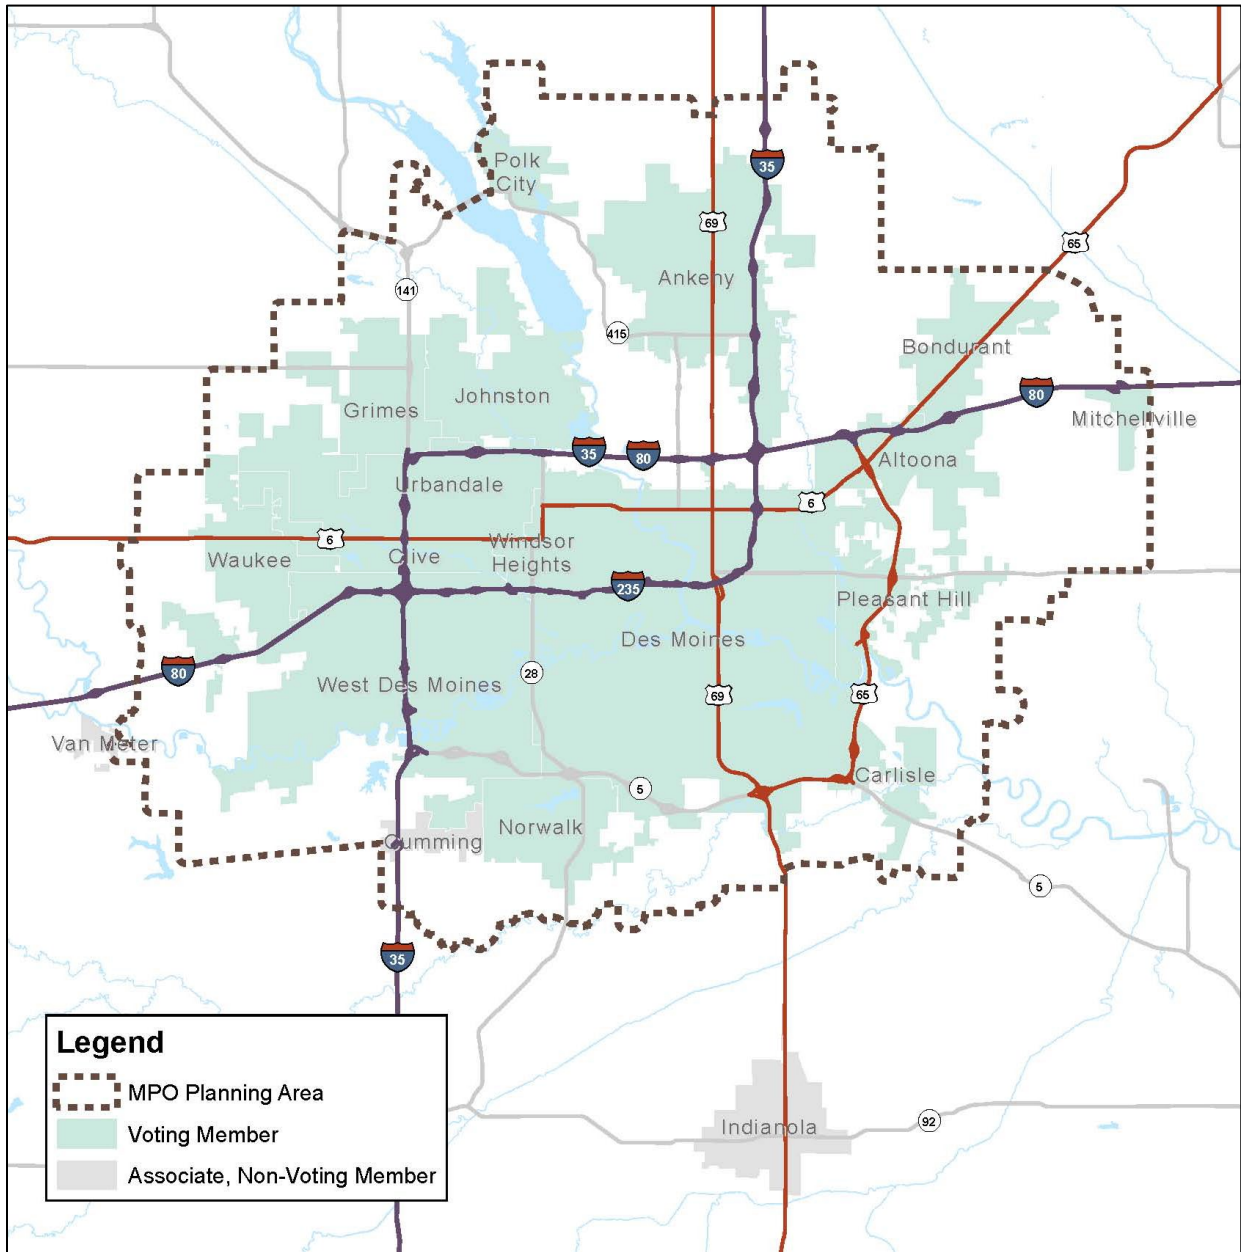 Polk
City
35
69
65
Ankeny
141
415
Bondurant
80
Johnston
Grimes
Mitchellville
35
80
Altoona
Urbandale
6
6
Waukee
Clive
Windsor
Heights
235
Pleasant Hill
Des Moines
80
28
West Des Moines
69
65
Van Meter
Carlisle
5
Norwalk
Cumming
5
35
Legend
MPO Planning Area
Voting Member
Associate, Non-Voting Member
Indianola
92